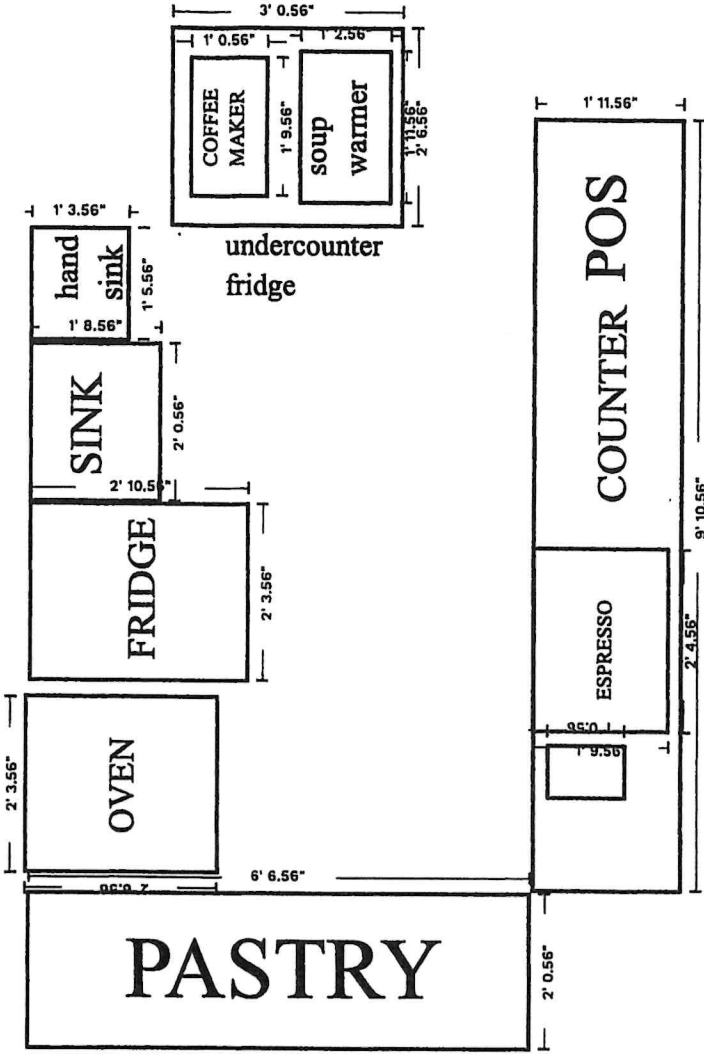 3' 0.56"
1' 0.56"
1' 2.56"
COFFEE
MAKER
1' 9.56"
soup
warmer
1' 11.56"
2' 6.56"
undercounter
fridge
1' 3.56"
hand
sink
1' 5.56"
1' 8.56"
SINK
2' 0.56"
2' 10.56"
FRIDGE
2' 3.56"
OVEN
2' 3.56"
6' 6.56"
PASTRY
2' 0.56"
1' 11.56"
COUNTER POS
9' 10.56"
ESPRESSO
2' 4.56"
1' 9.56"